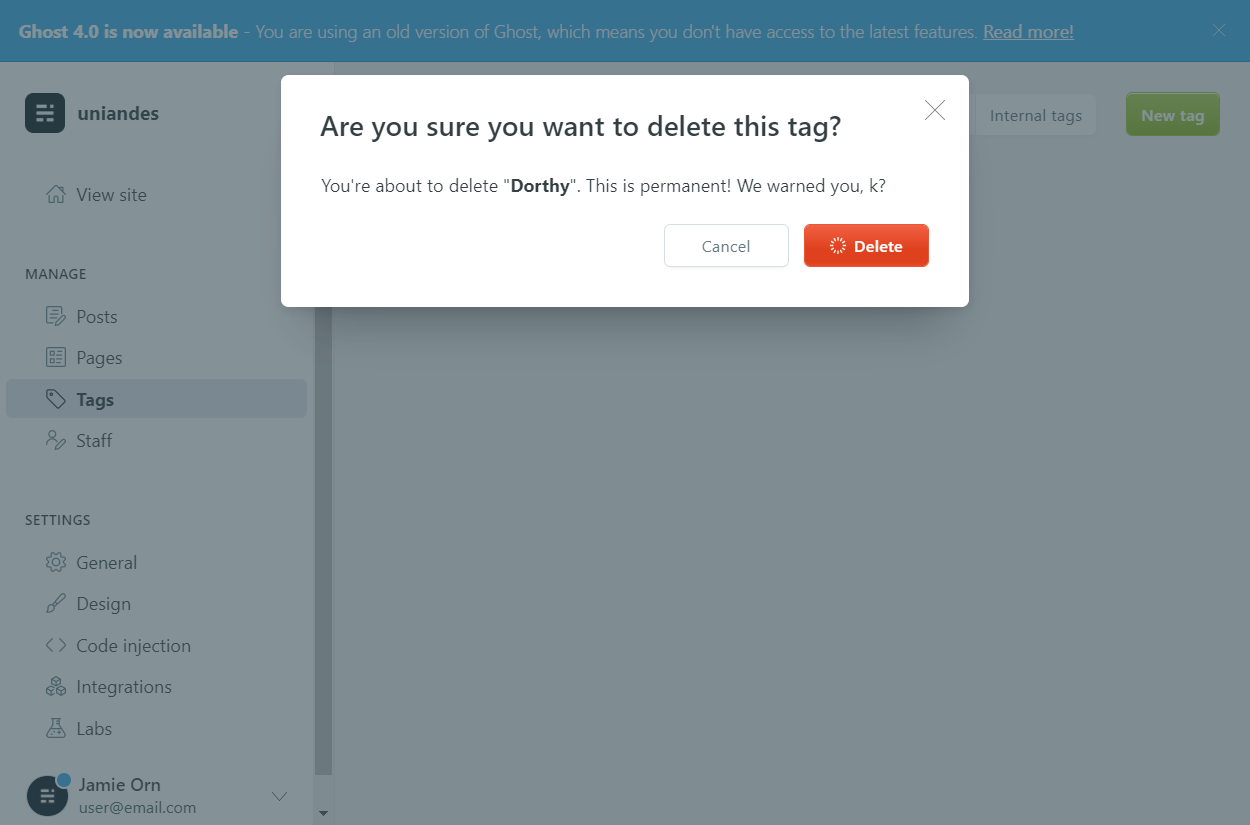 Ghost 4.0 is now available - You are using an old version of Ghost, which means you don't have access to the latest features. Read more!
uniandes
View site
MANAGE
Posts
Pages
Tags
Staff
SETTINGS
General
Design
Code injection
Integrations
Labs
Jamie Orn
user@email.com
Internal tags
New tag
Are you sure you want to delete this tag?
You're about to delete "Dorthy". This is permanent! We warned you, k?
Cancel
Delete